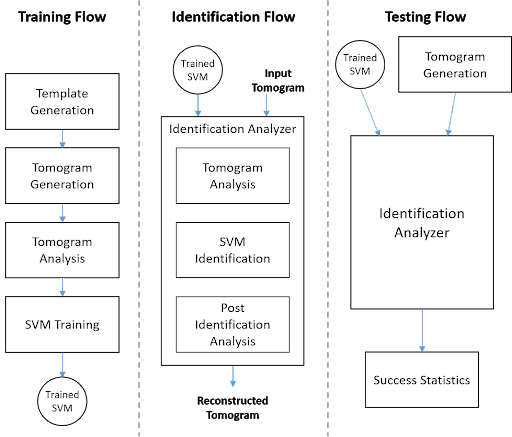 Training Flow
Template
Generation
Tomogram
Generation
Tomogram
Analysis
SVM Training
Trained
SVM
Identification Flow
Trained
SVM
Input
Tomogram
Identification Analyzer
Tomogram
Analysis
SVM
Identification
Post
Identification
Analysis
Reconstructed
Tomogram
Testing Flow
Trained
SVM
Tomogram
Generation
Identification
Analyzer
Success Statistics